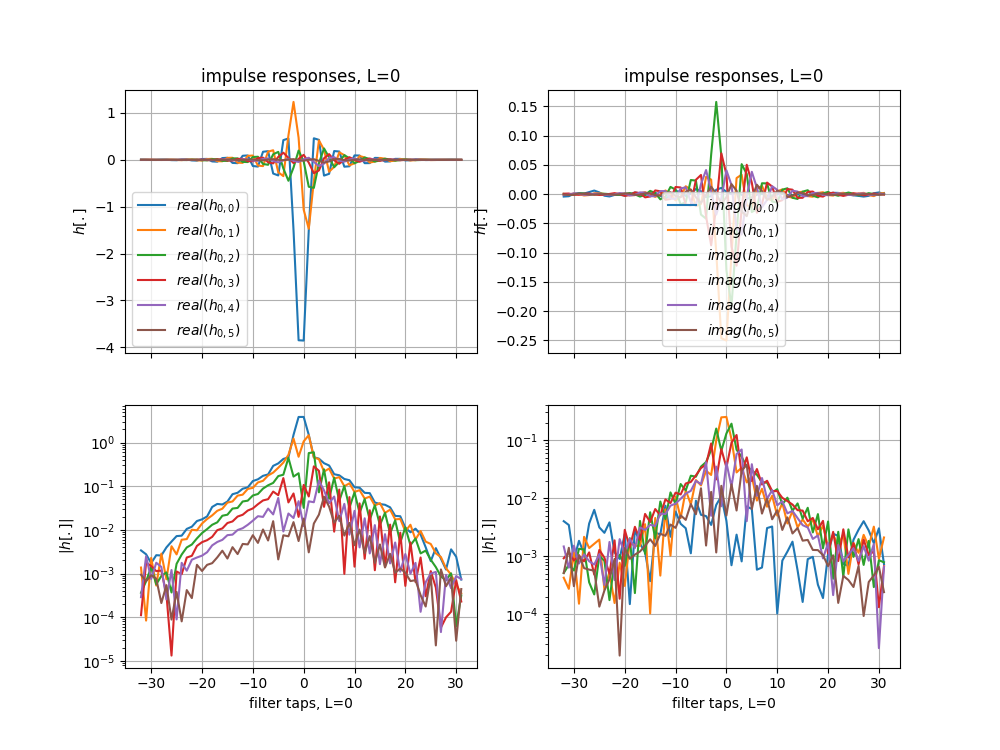 impulse responses, L=0
impulse responses, L=0
h[.]
1
0
−1
−2
−3
−4
real(h0,0)
real(h0,1)
real(h0,2)
real(h0,3)
real(h0,4)
real(h0,5)
h[.]
0.15
0.10
0.05
0.00
−0.05
−0.10
−0.15
−0.20
−0.25
imag(h0,0)
imag(h0,1)
imag(h0,2)
imag(h0,3)
imag(h0,4)
imag(h0,5)
|h[.]|
10^0
10^−1
10^−2
10^−3
10^−4
10^−5
−30 −20 −10 0 10 20 30
filter taps, L=0
|h[.]|
10^−1
10^−2
10^−3
10^−4
−30 −20 −10 0 10 20 30
filter taps, L=0